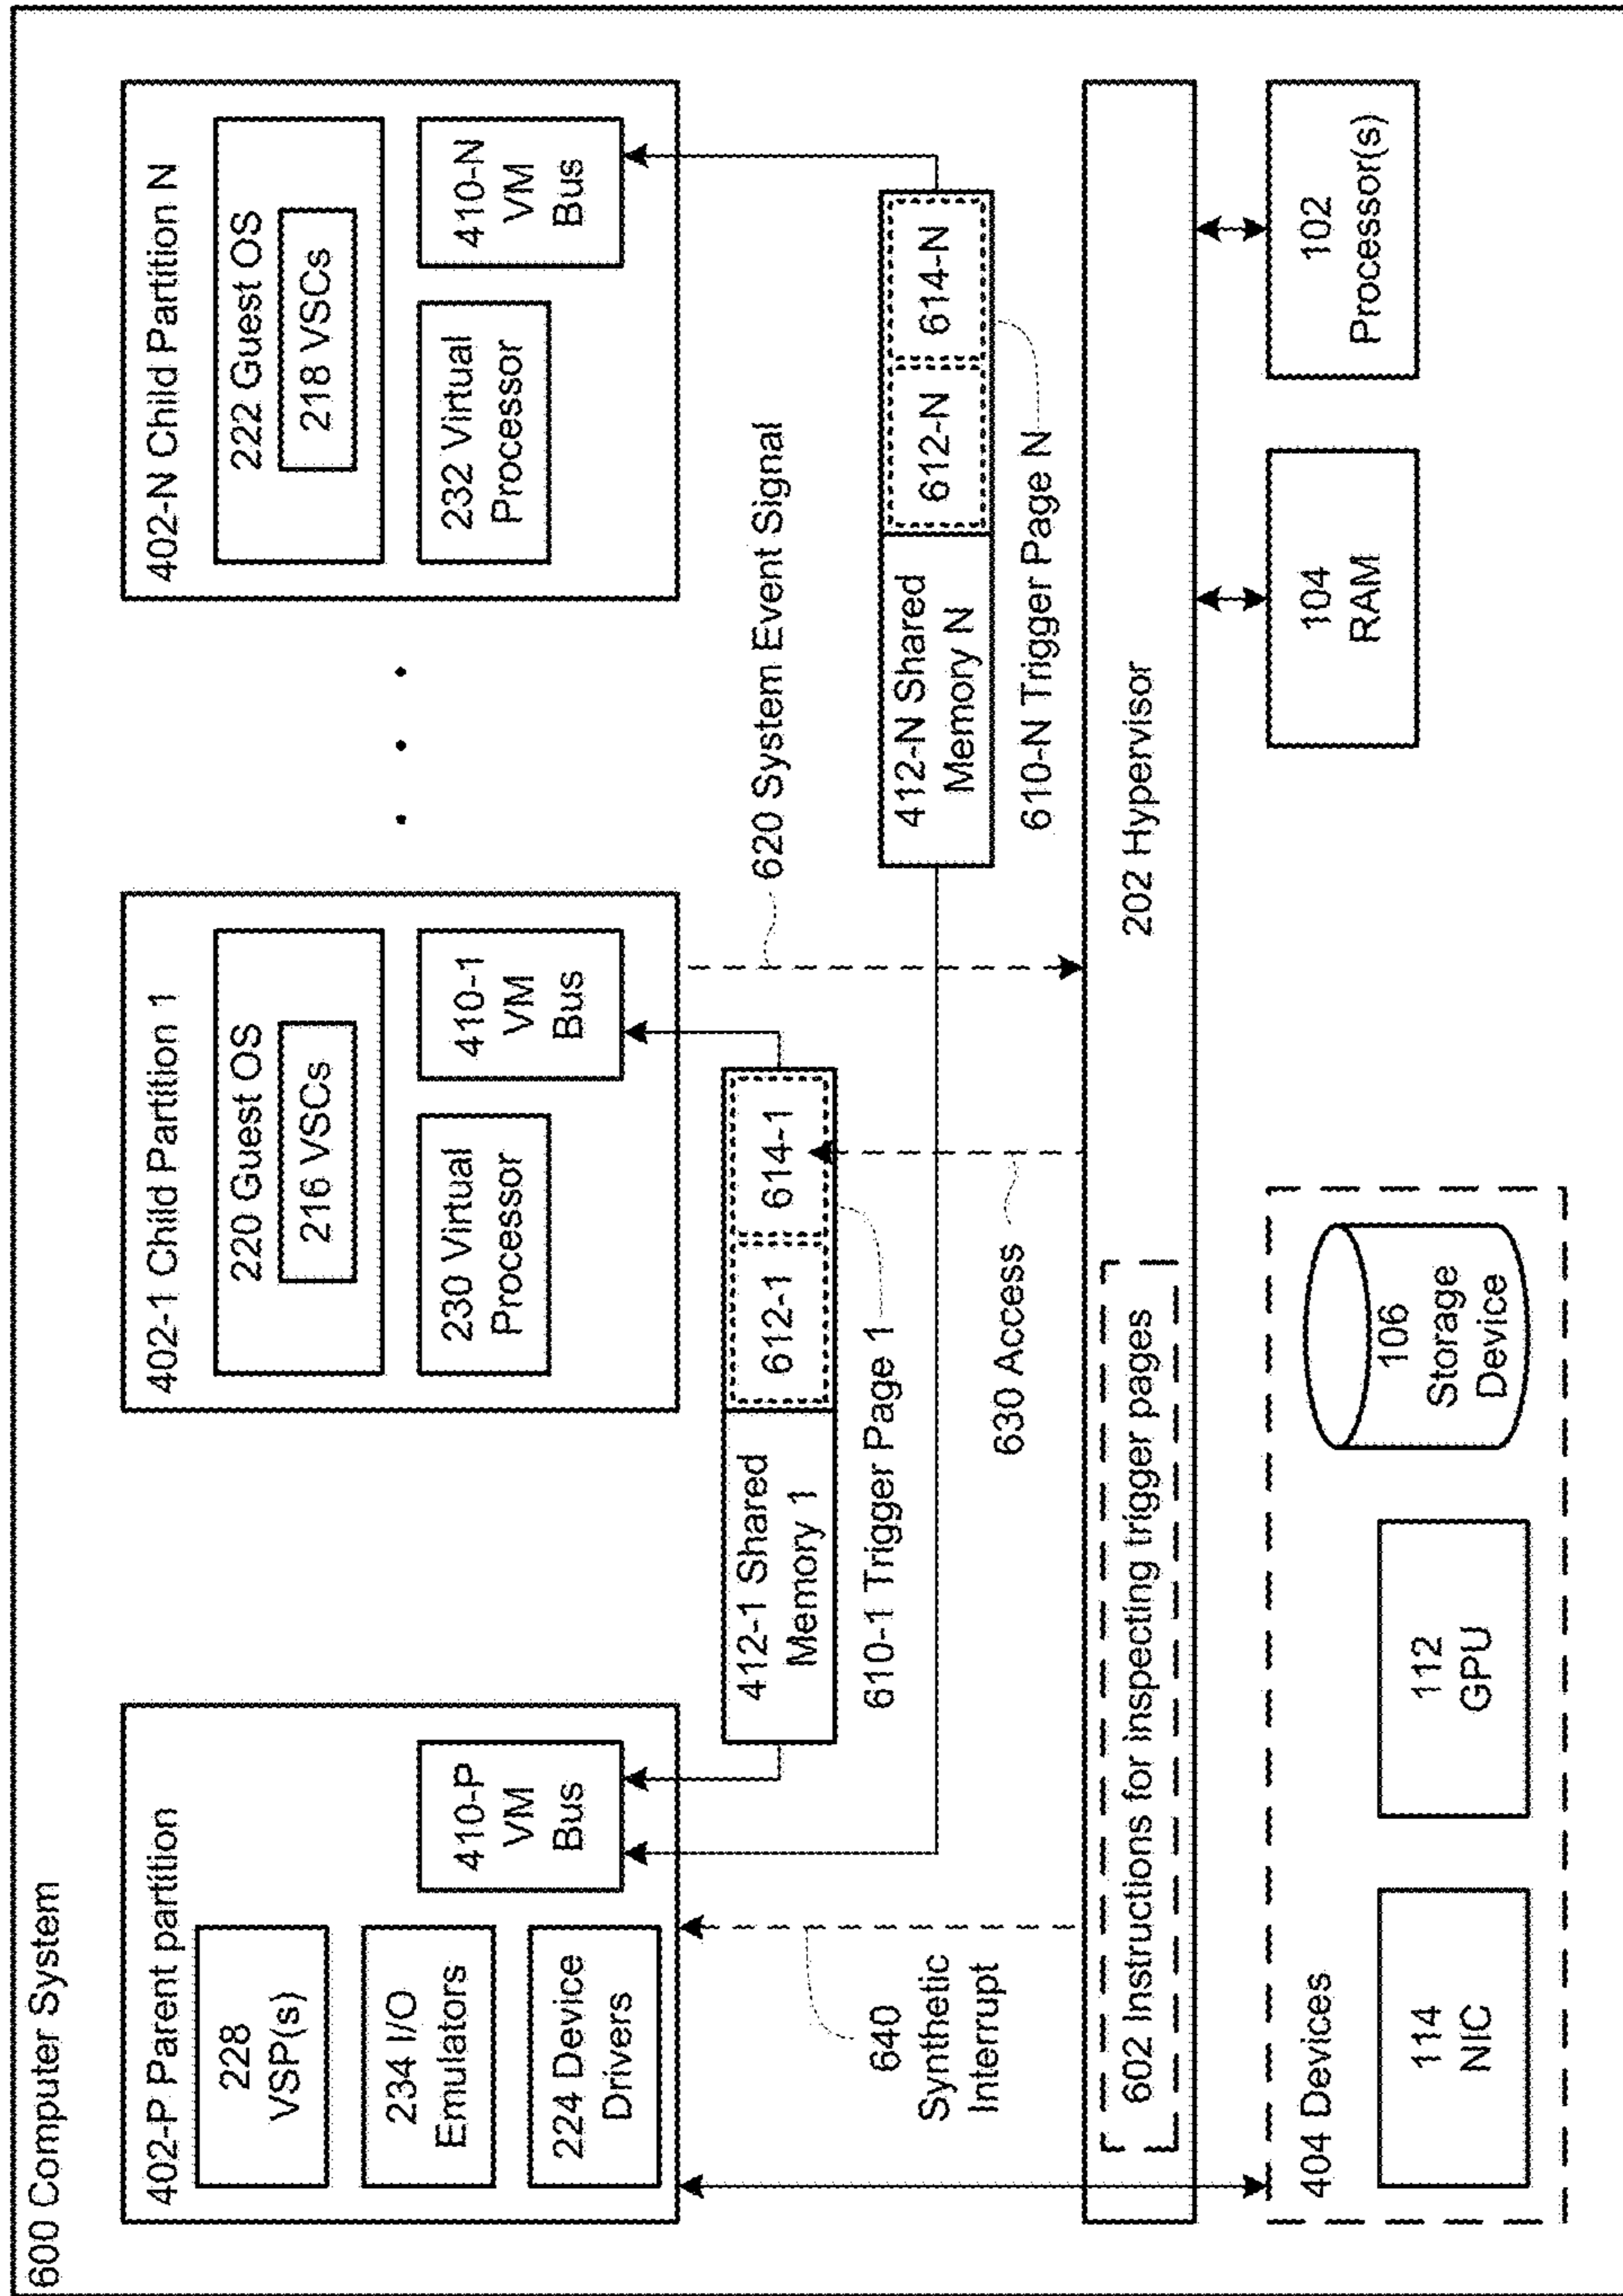 600 Computer System
402-P Parent partition
228
VSP(s)
234 I/O
Emulators
224 Device
Drivers
410-P
VM
Bus
402-1 Child Partition 1
220 Guest OS
216 VSCs
230 Virtual
Processor
410-1
VM
Bus
• • •
402-N Child Partition N
222 Guest OS
218 VSCs
232 Virtual
Processor
410-N
VM
Bus
412-1 Shared
Memory 1
612-1
614-1
610-1 Trigger Page 1
620 System Event Signal
412-N Shared
Memory N
612-N
614-N
610-N Trigger Page N
640
Synthetic
Interrupt
630 Access
602 Instructions for inspecting trigger pages
202 Hypervisor
404 Devices
114
NIC
112
GPU
106
Storage
Device
104
RAM
102
Processor(s)